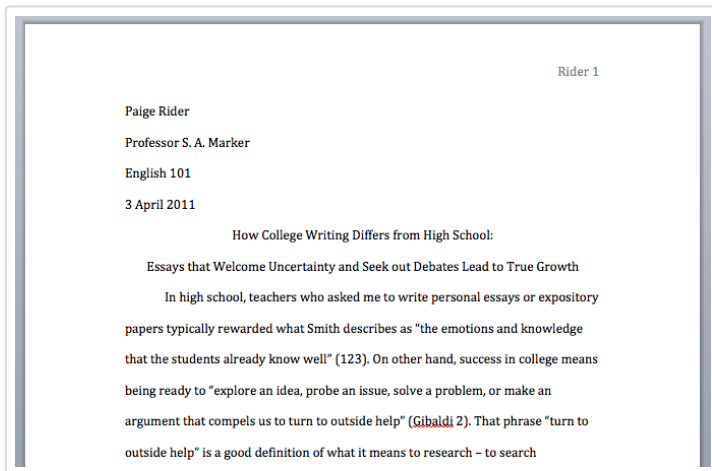 Rider 1
Paige Rider
Professor S. A. Marker
English 101
3 April 2011
How College Writing Differs from High School:
Essays that Welcome Uncertainty and Seek out Debates Lead to True Growth
In high school, teachers who asked me to write personal essays or expository
papers typically rewarded what Smith describes as “the emotions and knowledge
that the students already know well” (123). On other hand, success in college means
being ready to “explore an idea, probe an issue, solve a problem, or make an
argument that compels us to turn to outside help” (Gibaldi 2). That phrase “turn to
outside help” is a good definition of what it means to research – to search